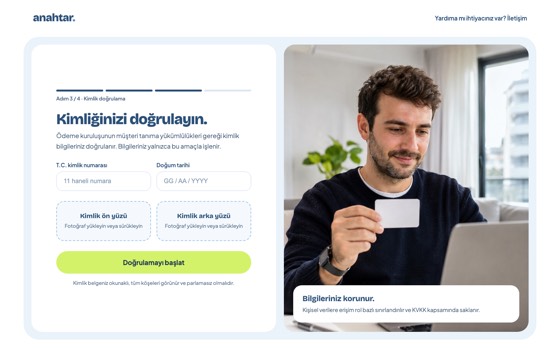 anahtar.
Yardıma mı ihtiyacınız var? İletişim
Adım 3 / 4 · Kimlik doğrulama
Kimliğinizi doğrulayın.
Ödeme kuruluşunun müşteri tanıma yükümlülükleri gereği kimlik
bilgileriniz doğrulanır. Bilgileriniz yalnızca bu amaçla işlenir.
T.C. kimlik numarası
Doğum tarihi
11 haneli numara
GG / AA / YYYY
Kimlik ön yüzü
Kimlik arka yüzü
Fotoğraf yükleyin veya sürükleyin
Fotoğraf yükleyin veya sürükleyin
Doğrulamayı başlat
Kimlik belgeniz okunaklı, tüm köşeleri görünür ve parlamasız olmalıdır.
Bilgileriniz korunur.
Kişisel verilere erişim rol bazlı sınırlandırılır ve KVKK kapsamında saklanır.